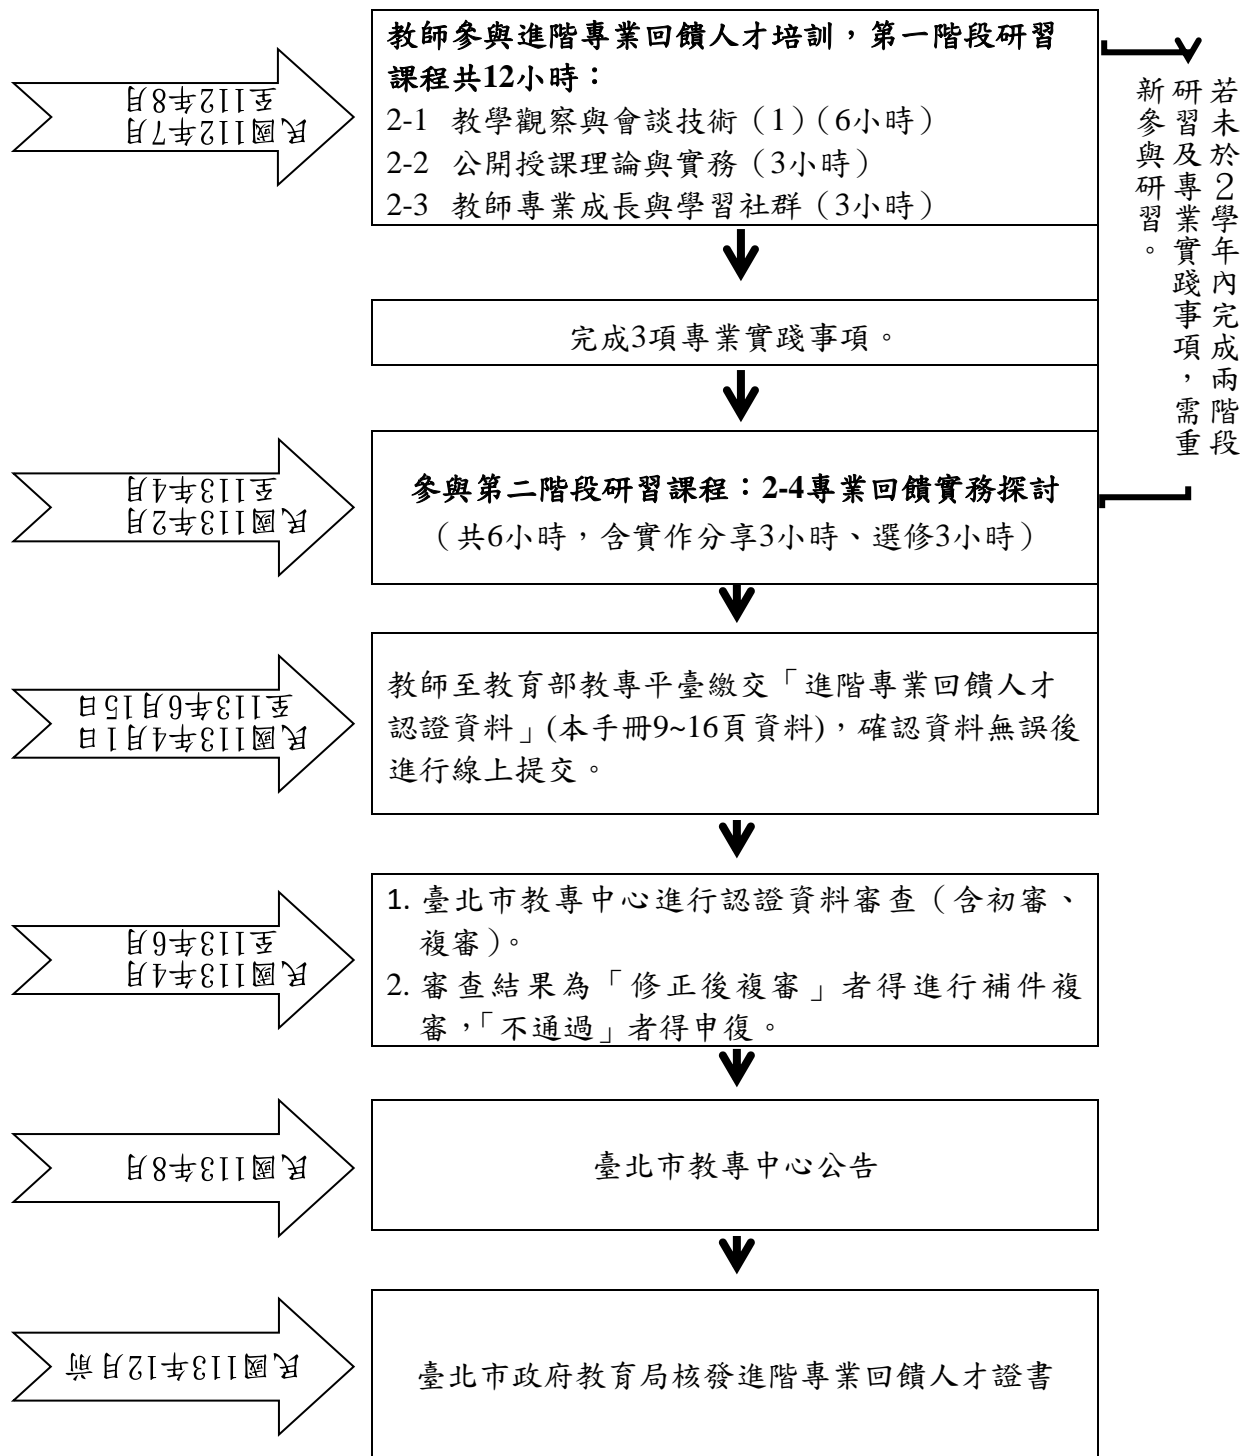 民國112年7月
至112年8月
教師參與進階專業回饋人才培訓，第一階段研習
課程共12小時：
2-1 教學觀察與會談技術（1）（6小時）
2-2 公開授課理論與實務（3小時）
2-3 教師專業成長與學習社群（3小時）
若未於2學年內完成兩階段
研習及專業實踐事項，需重
新參與研習。
完成3項專業實踐事項。
民國113年2月
至113年4月
參與第二階段研習課程：2-4專業回饋實務探討
（共6小時，含實作分享3小時、選修3小時）
民國113年4月1日
至113年6月15日
教師至教育部教專平臺繳交「進階專業回饋人才
認證資料」(本手冊9~16頁資料)，確認資料無誤後
進行線上提交。
民國113年4月
至113年6月
1. 臺北市教專中心進行認證資料審查（含初審、
複審）。
2. 審查結果為「修正後複審」者得進行補件複
審，「不通過」者得申復。
民國113年8月
臺北市教專中心公告
民國113年12月前
臺北市政府教育局核發進階專業回饋人才證書